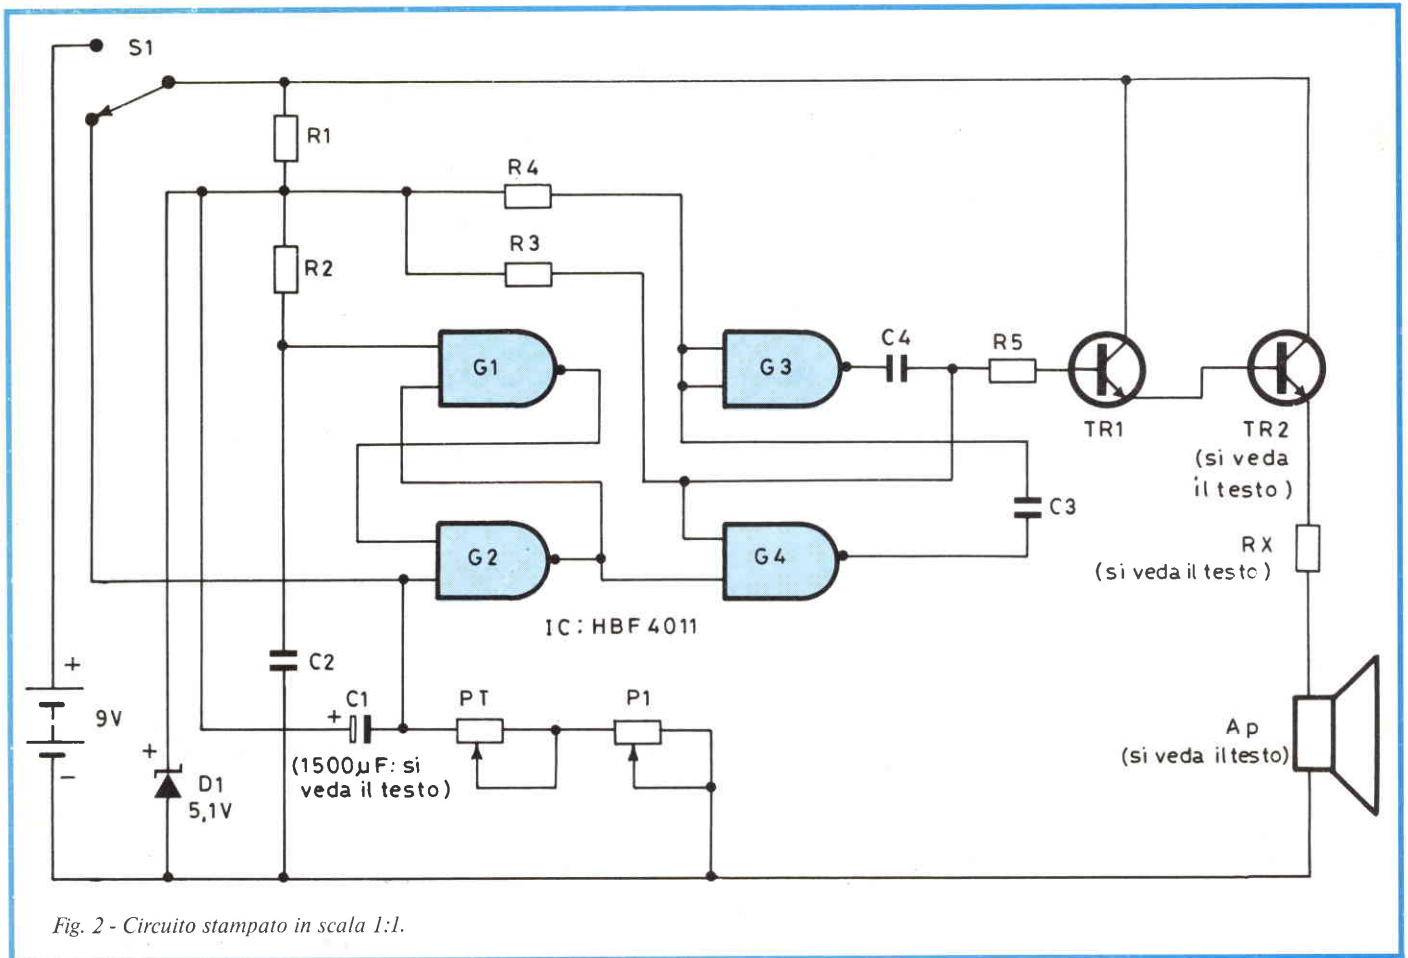 S1
R1
R4
R3
R2
G1
G3
C4
R5
TR1
TR2
(si veda
il testo)
C3
G2
G4
RX
(si veda il testo)
IC: HBF 4011
+
C2
9V
C1
PT
P1
+
(1500µF: si
veda il testo)
Ap
(si veda il testo)
+
−
D1
5,1V
Fig. 2 - Circuito stampato in scala 1:1.